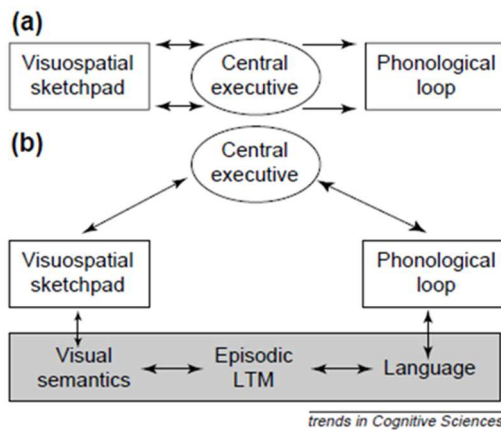 (a)
Visuospatial
sketchpad
Central
executive
Phonological
loop
(b)
Central
executive
Visuospatial
sketchpad
Phonological
loop
Visual
semantics
Episodic
LTM
Language
trends in Cognitive Sciences